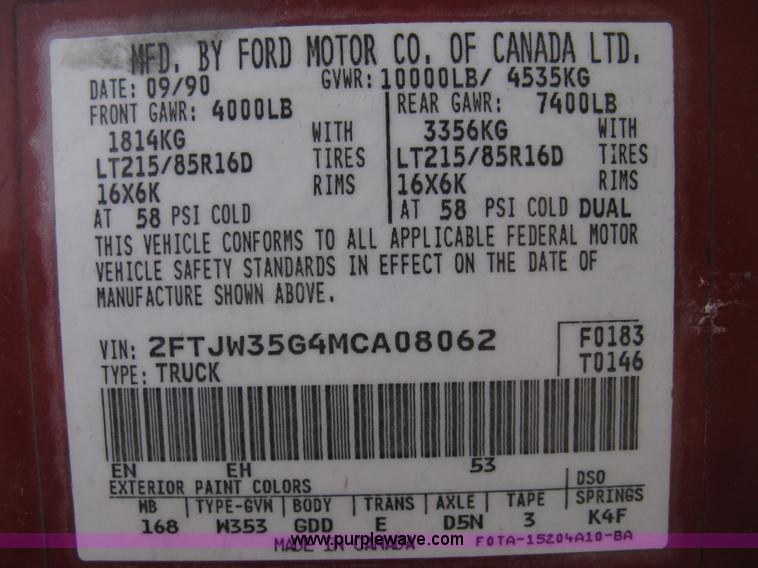 MFD. BY FORD MOTOR CO. OF CANADA LTD.
DATE: 09/90 GVWR: 10000LB/ 4535KG
FRONT GAWR: 4000LB REAR GAWR: 7400LB
1814KG WITH 3356KG WITH
LT215/85R16D TIRES LT215/85R16D TIRES
16X6K RIMS 16X6K RIMS
AT 58 PSI COLD AT 58 PSI COLD DUAL
THIS VEHICLE CONFORMS TO ALL APPLICABLE FEDERAL MOTOR
VEHICLE SAFETY STANDARDS IN EFFECT ON THE DATE OF
MANUFACTURE SHOWN ABOVE.
VIN: 2FTJW35G4MCA08062 F0183
TYPE: TRUCK T0146
EN EH 53
EXTERIOR PAINT COLORS DSO
WB TYPE-GVW BODY TRANS AXLE TAPE SPRINGS
168 W353 GDD E D5N 3 K4F
MADE IN CANADA F0TA-15204A10-BA
www.purplewave.com